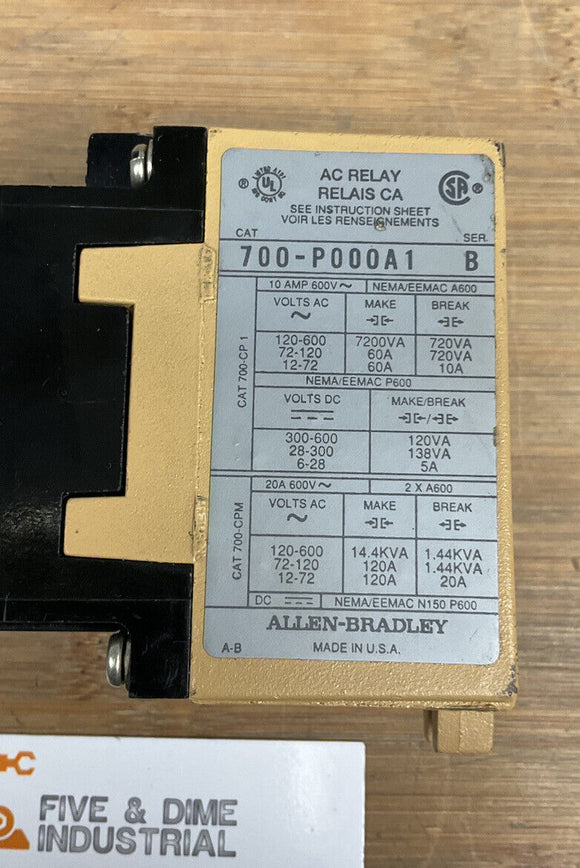 AC RELAY
RELAIS CA
SEE INSTRUCTION SHEET
VOIR LES RENSEIGNEMENTS
UL ®
SA ®
CAT SER
700-P000A1 B
10 AMP 600V~ NEMA/EEMAC A600
CAT 700-CP1
VOLTS AC MAKE BREAK
~ ⫞[⊢ ⫞[⊢
120-600 7200VA 720VA
72-120 60A 720VA
12-72 60A 10A
NEMA/EEMAC P600
VOLTS DC MAKE/BREAK
300-600 120VA
28-300 138VA
6-28 5A
20A 600V~ 2 X A600
CAT 700-CPM
VOLTS AC MAKE BREAK
~
120-600 14.4KVA 1.44KVA
72-120 120A 1.44KVA
12-72 120A 20A
DC NEMA/EEMAC N150 P600
ALLEN-BRADLEY
A-B MADE IN U.S.A.
FIVE & DIME
INDUSTRIAL